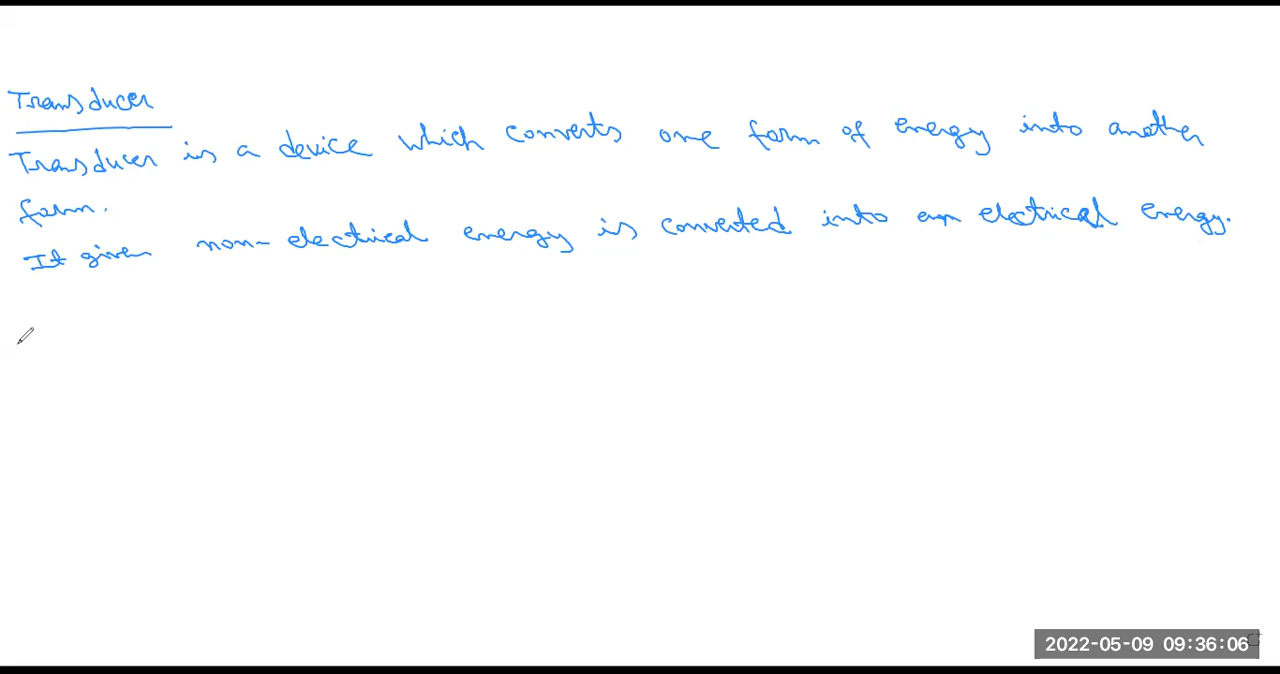 Transducer
Transducer is a device which converts one form of energy into another
form.
It given non-electrical energy is converted into an electrical energy.
2022-05-09 09:36:06